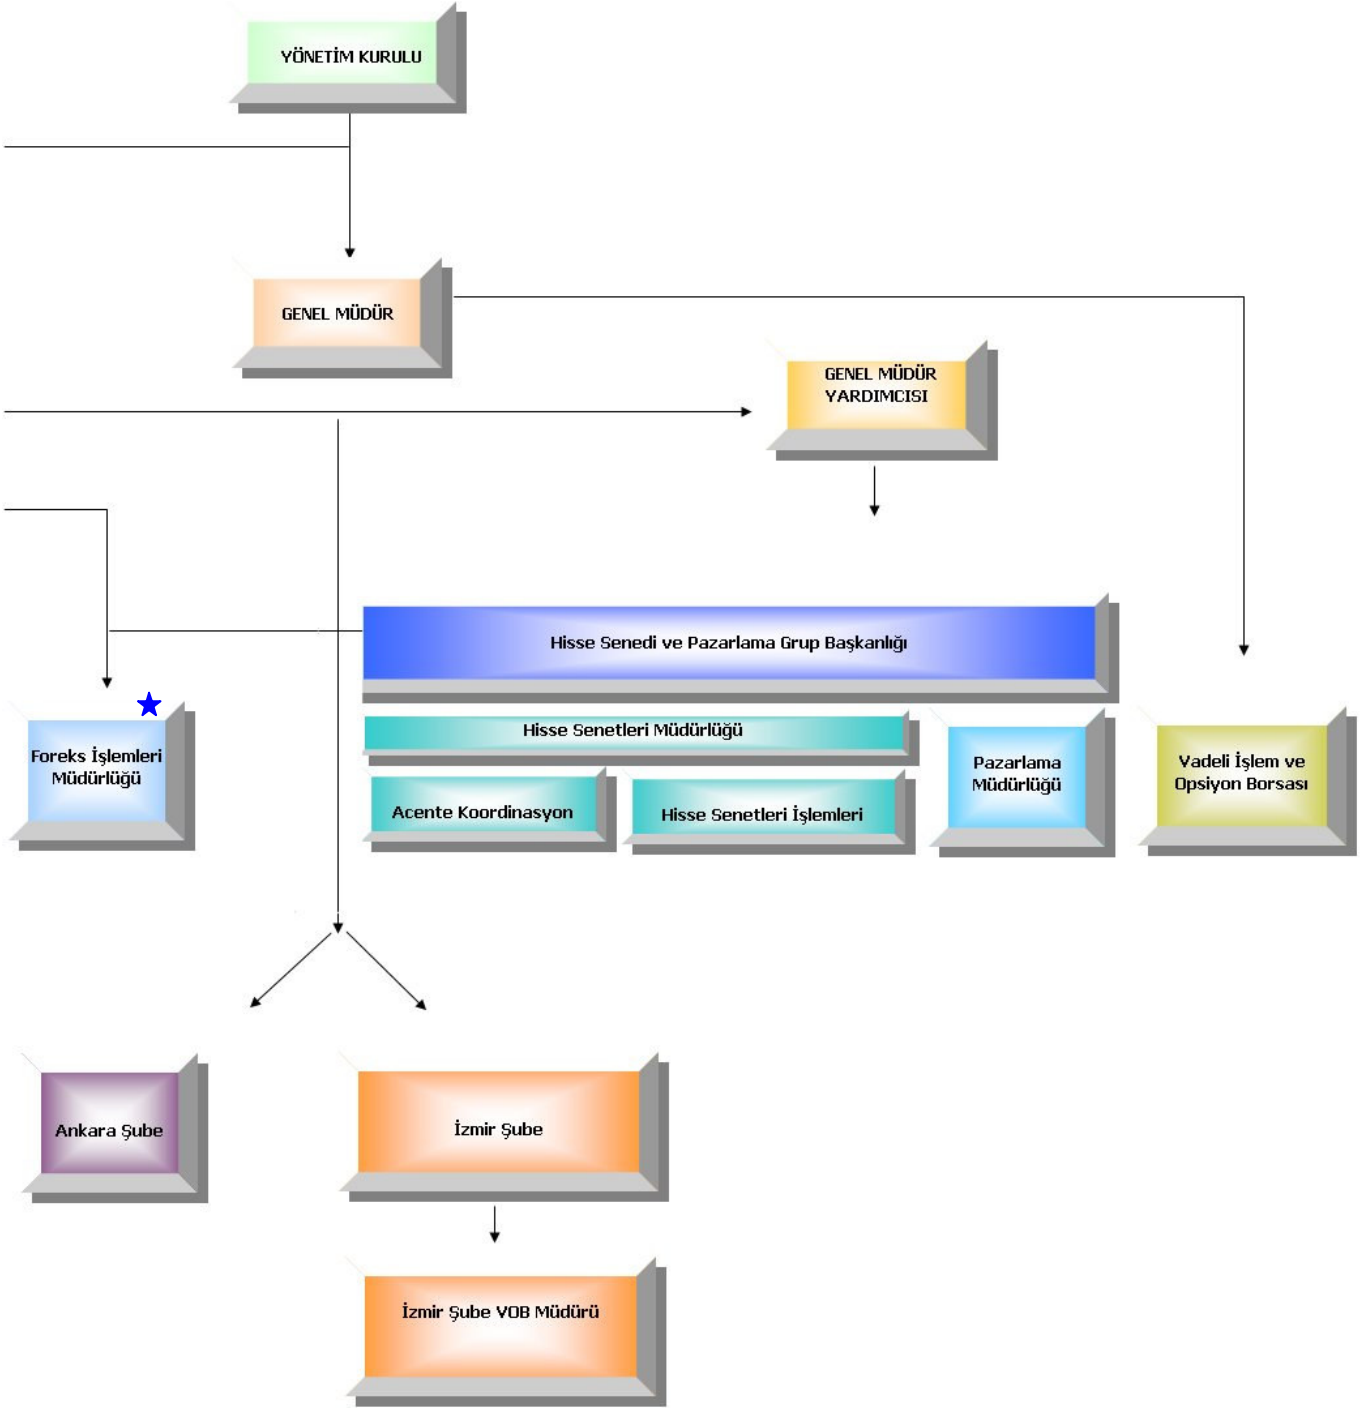 YÖNETİM KURULU
GENEL MÜDÜR
GENEL MÜDÜR
YARDIMCISI
Hisse Senedi ve Pazarlama Grup Başkanlığı
Foreks İşlemleri
Müdürlüğü
Hisse Senetleri Müdürlüğü
Acente Koordinasyon
Hisse Senetleri İşlemleri
Pazarlama
Müdürlüğü
Vadeli İşlem ve
Opsiyon Borsası
Ankara Şube
İzmir Şube
İzmir Şube VOB Müdürü